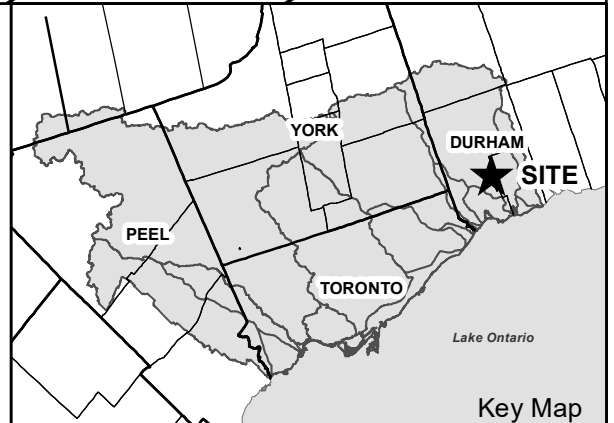 YORK
DURHAM
SITE
PEEL
TORONTO
Lake Ontario
Key Map